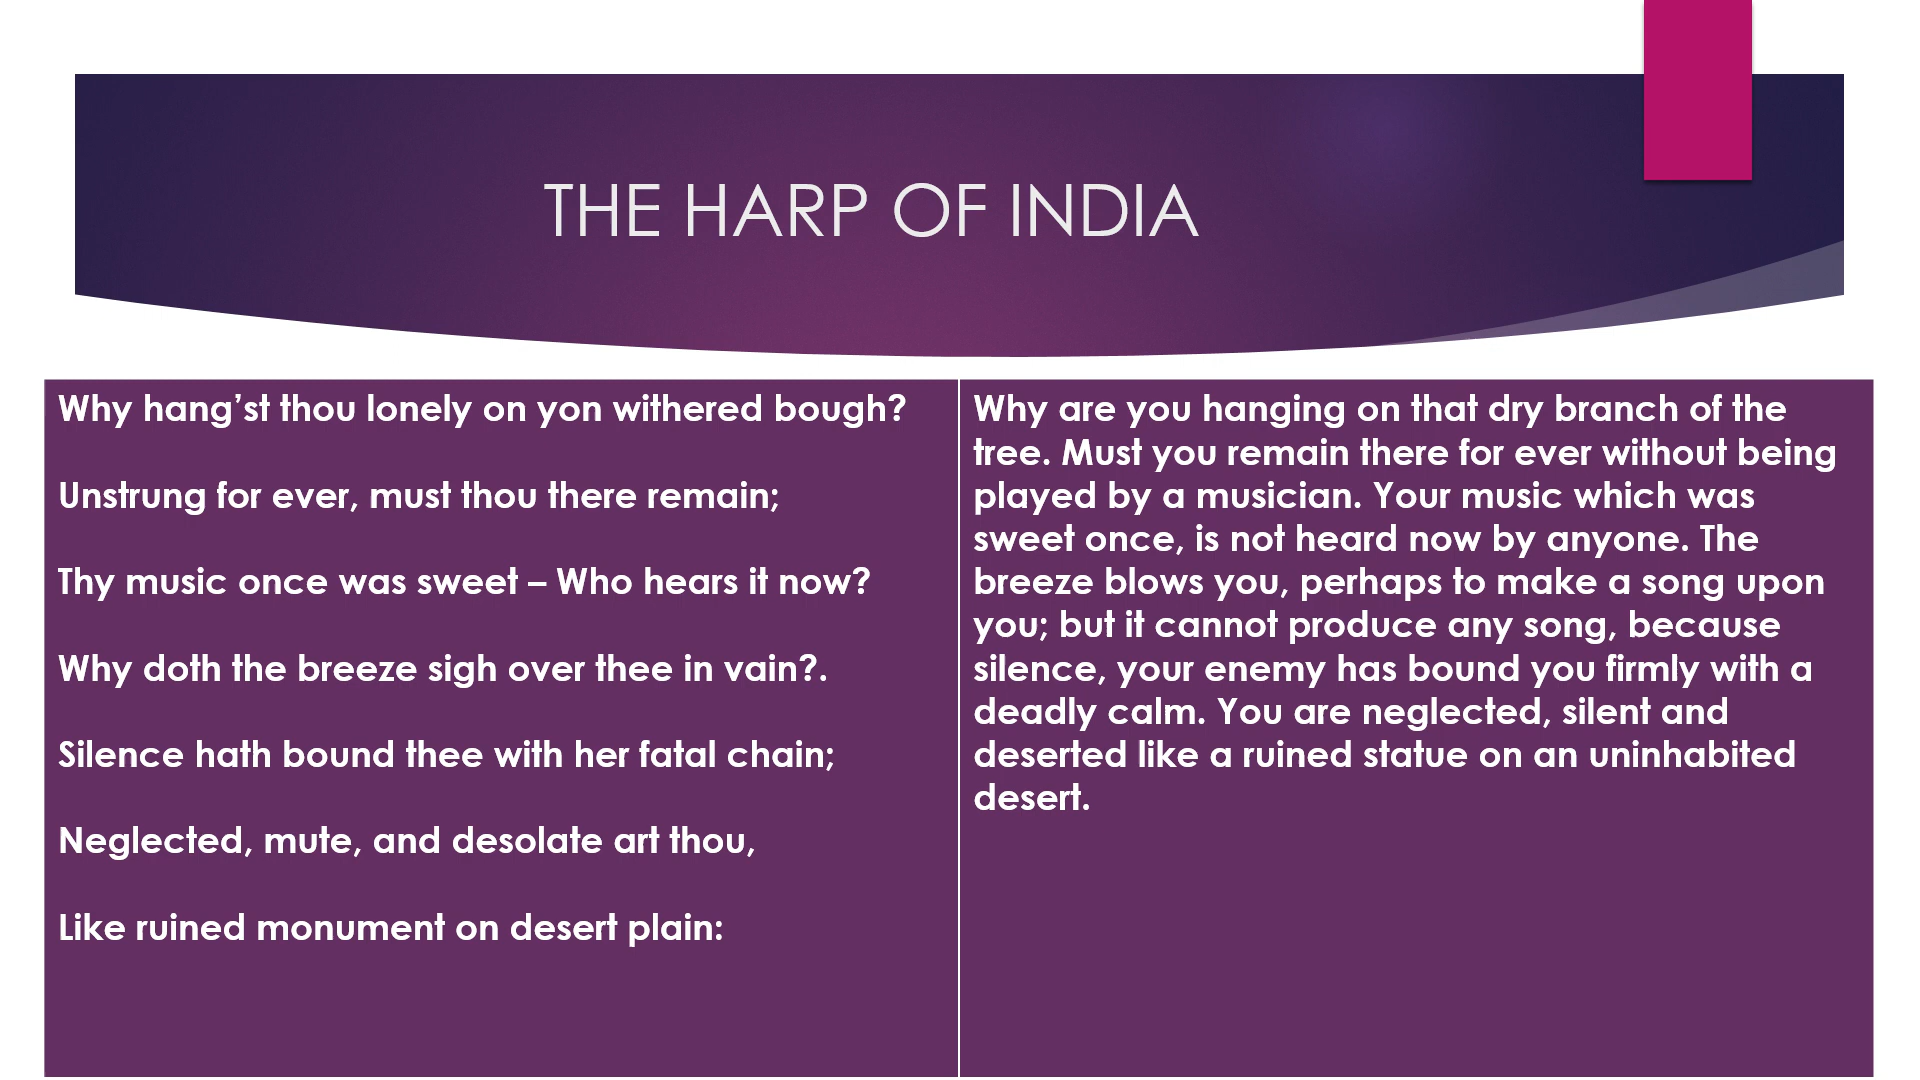 THE HARP OF INDIA
Why hang’st thou lonely on yon withered bough?
Unstrung for ever, must thou there remain;
Thy music once was sweet – Who hears it now?
Why doth the breeze sigh over thee in vain?.
Silence hath bound thee with her fatal chain;
Neglected, mute, and desolate art thou,
Like ruined monument on desert plain:
Why are you hanging on that dry branch of the
tree. Must you remain there for ever without being
played by a musician. Your music which was
sweet once, is not heard now by anyone. The
breeze blows you, perhaps to make a song upon
you; but it cannot produce any song, because
silence, your enemy has bound you firmly with a
deadly calm. You are neglected, silent and
deserted like a ruined statue on an uninhabited
desert.